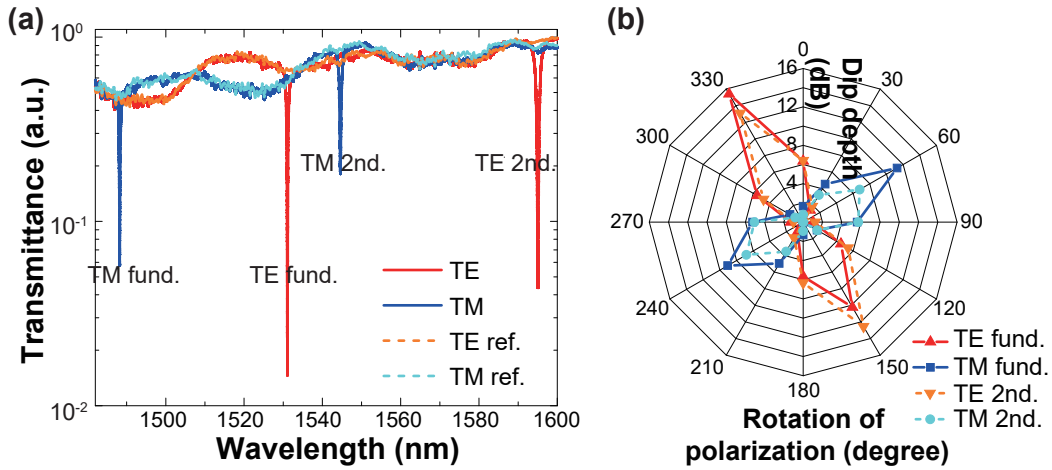 (a)
Transmittance (a.u.)
10⁰
10⁻¹
10⁻²
TM fund.
TE fund.
TM 2nd.
TE 2nd.
TE
TM
TE ref.
TM ref.
1500
1520
1540
1560
1580
1600
Wavelength (nm)
(b)
0
30
60
90
120
150
180
210
240
270
300
330
16
12
8
4
Dip depth
(dB)
TE fund.
TM fund.
TE 2nd.
TM 2nd.
Rotation of
polarization (degree)